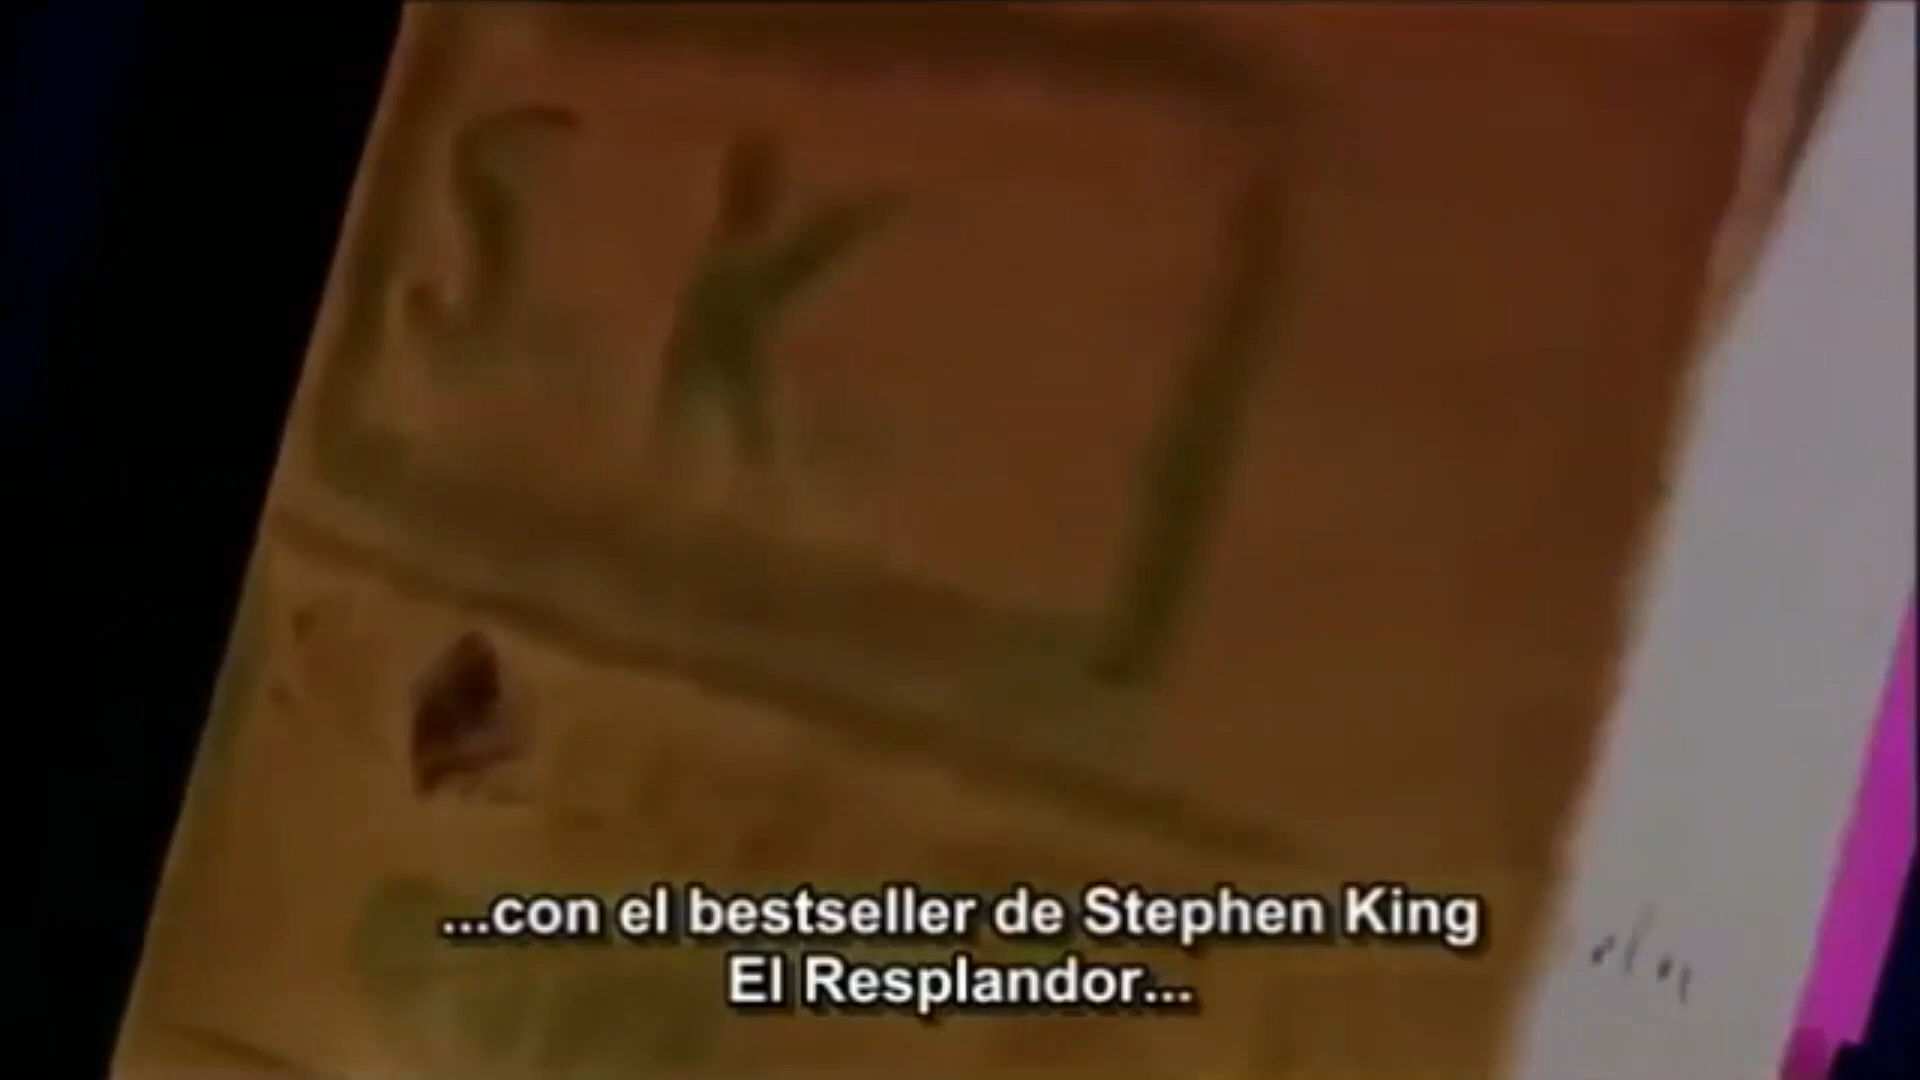 S K
...con el bestseller de Stephen King
El Resplandor...